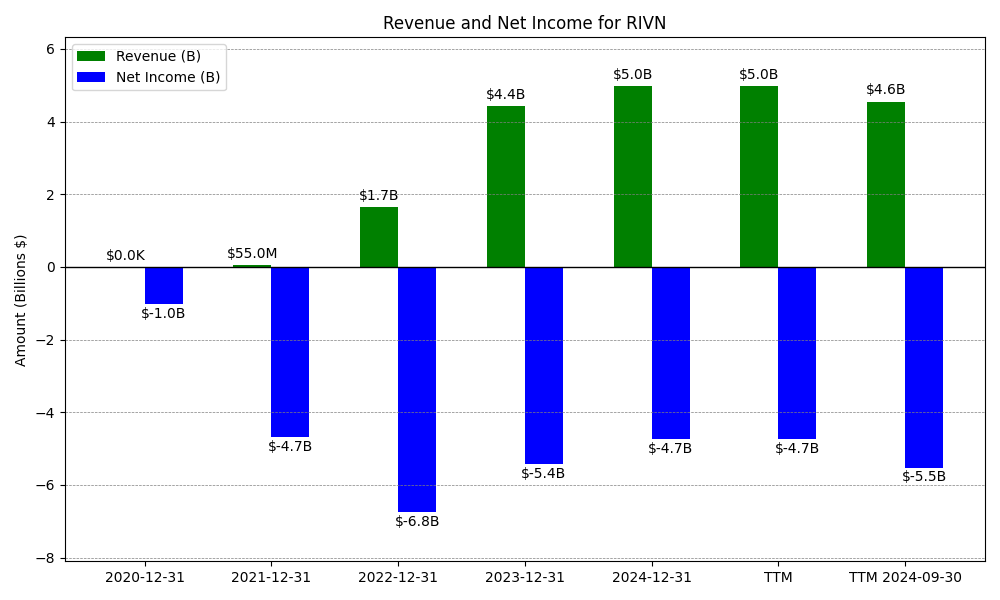 Revenue and Net Income for RIVN
Revenue (B)
Net Income (B)
Amount (Billions $)
6
4
2
0
−2
−4
−6
−8
$0.0K
$-1.0B
$55.0M
$-4.7B
$1.7B
$-6.8B
$4.4B
$-5.4B
$5.0B
$-4.7B
$5.0B
$-4.7B
$4.6B
$-5.5B
2020-12-31
2021-12-31
2022-12-31
2023-12-31
2024-12-31
TTM
TTM 2024-09-30